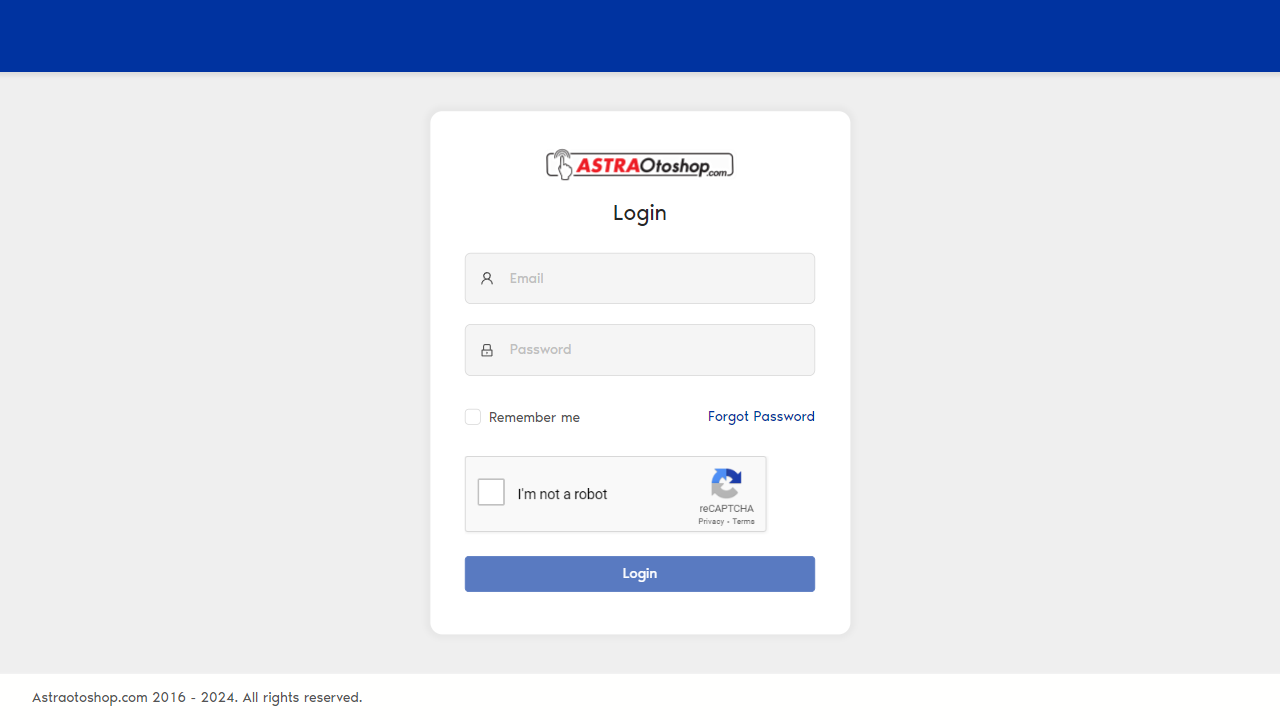 ASTRAOtoshop.com
Login
Email
Password
Remember me
Forgot Password
I'm not a robot
reCAPTCHA
Privacy - Terms
Login
Astraotoshop.com 2016 - 2024. All rights reserved.